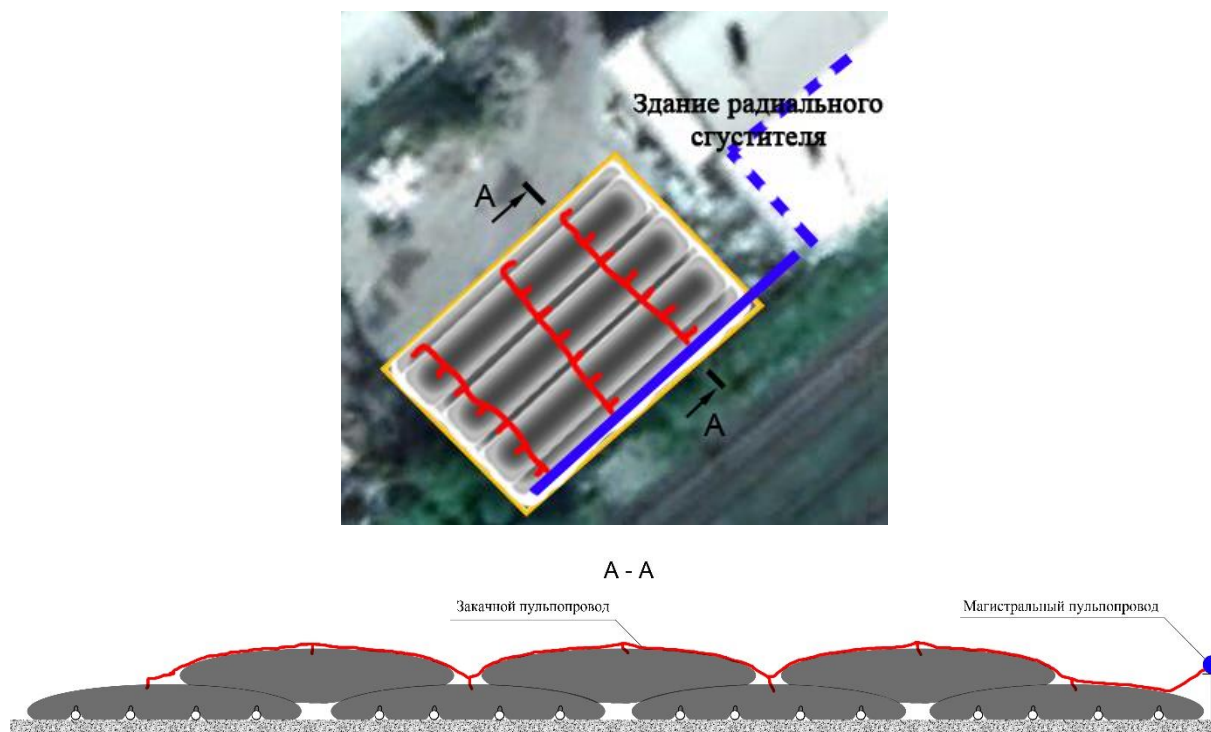 Здание радиального
сгустителя
А
А
А - А
Закачной пульпопровод
Магистральный пульпопровод